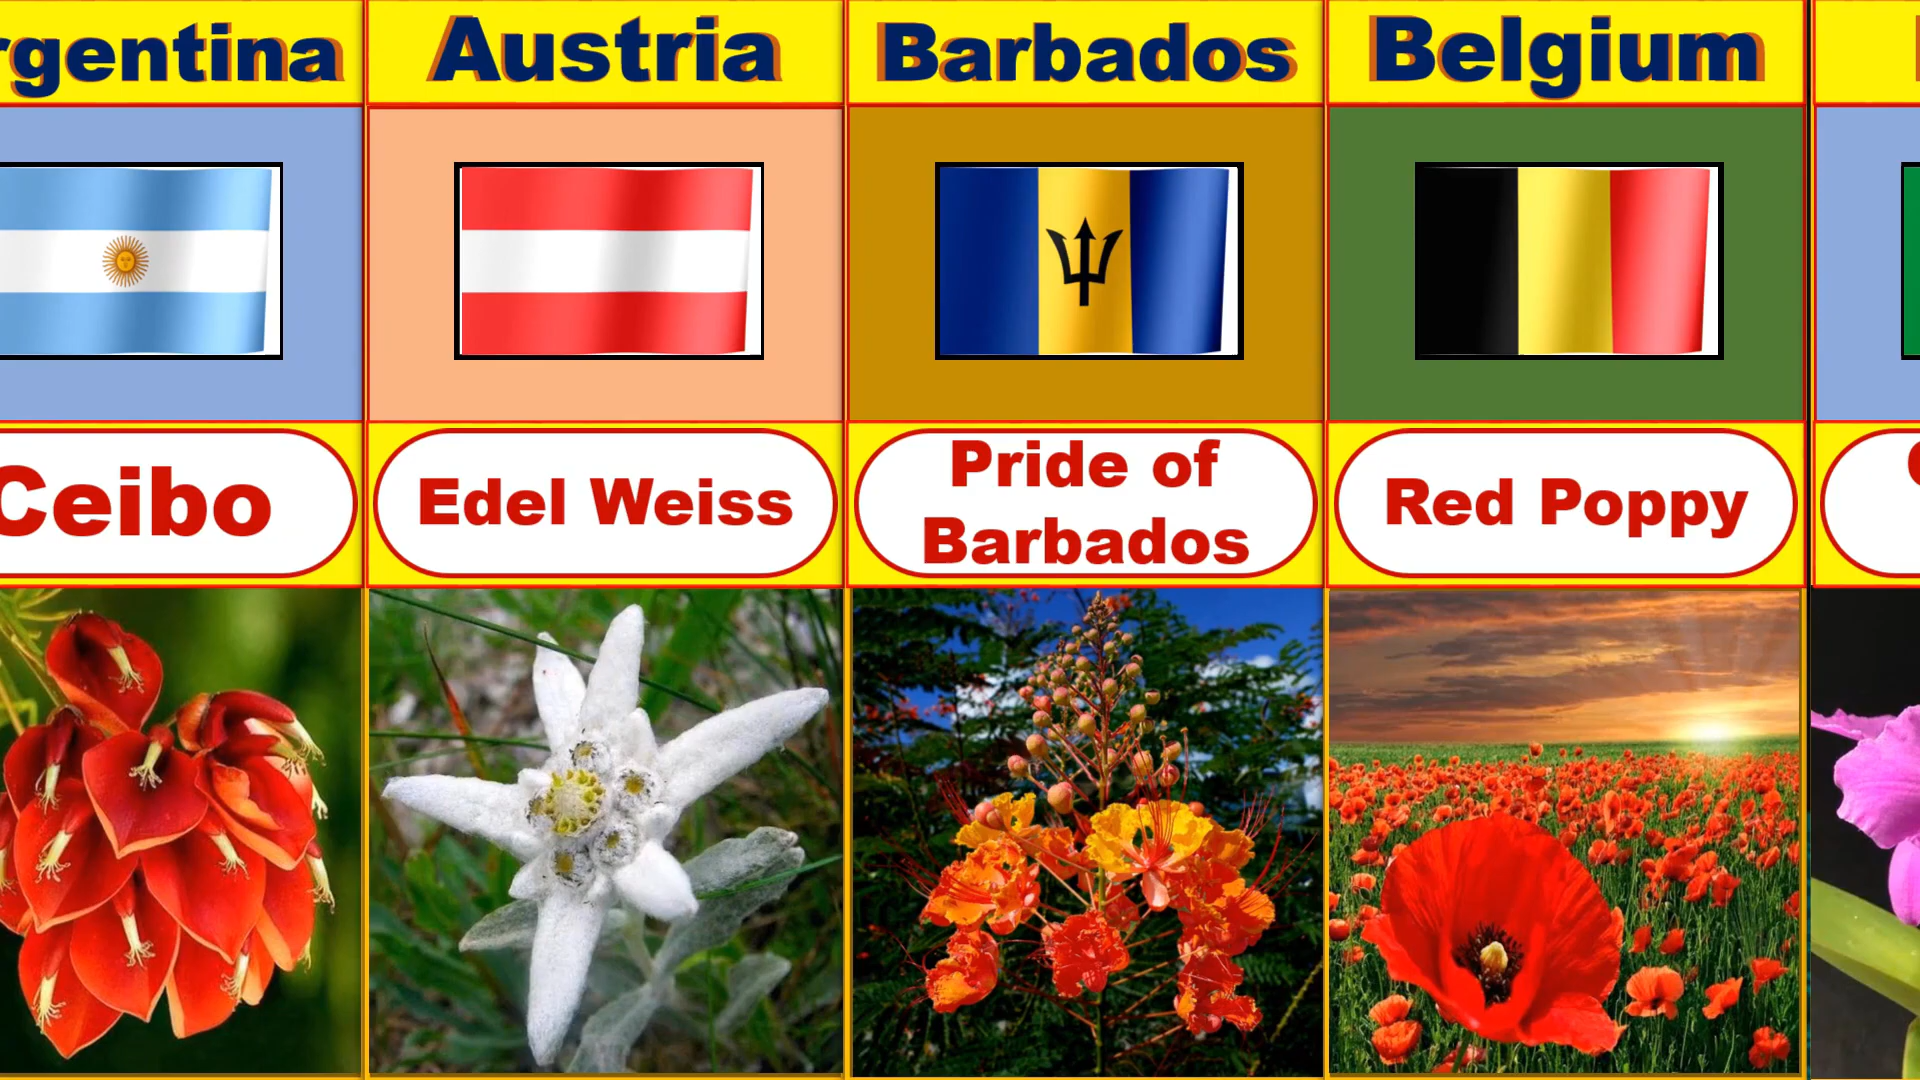 rgentina
Austria
Barbados
Belgium
Ceibo
Edel Weiss
Pride of
Barbados
Red Poppy